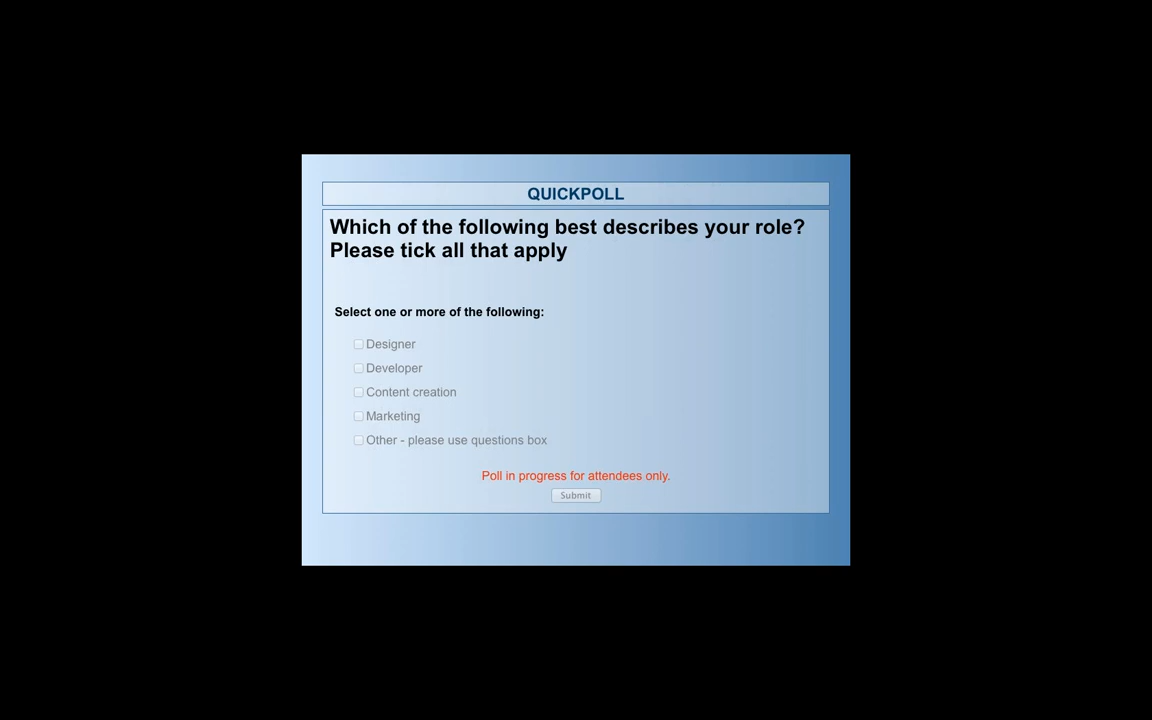 QUICKPOLL
Which of the following best describes your role?
Please tick all that apply
Select one or more of the following:
Designer
Developer
Content creation
Marketing
Other - please use questions box
Poll in progress for attendees only.
Submit